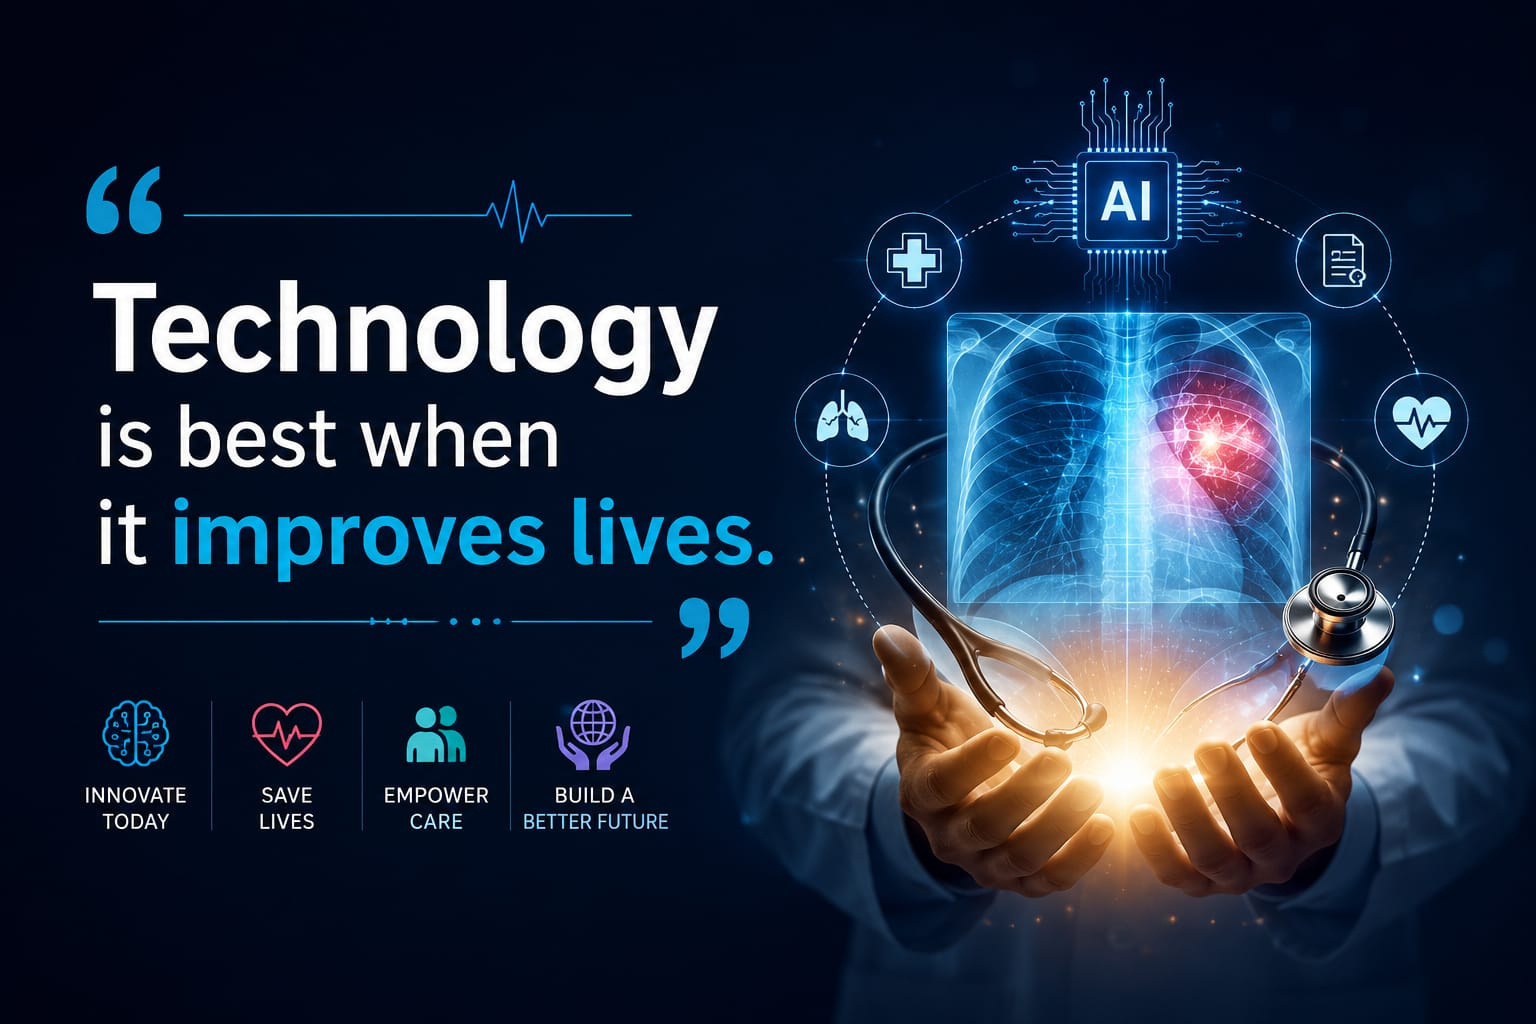 “
Technology
is best when
it improves lives.
”
INNOVATE
TODAY
SAVE
LIVES
EMPOWER
CARE
BUILD A
BETTER FUTURE
AI